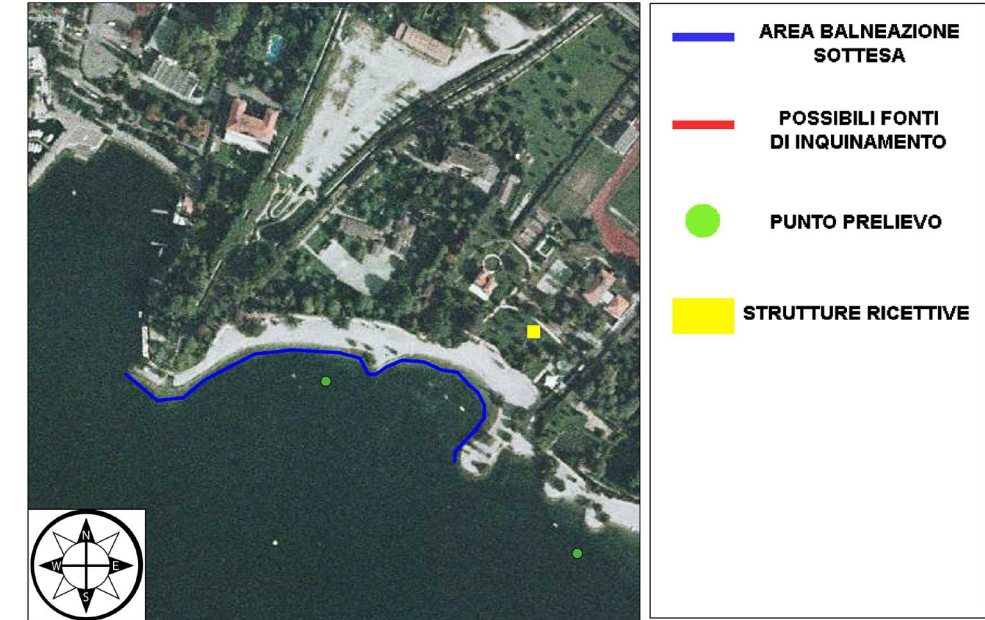 AREA BALNEAZIONE
SOTTESA
POSSIBILI FONTI
DI INQUINAMENTO
PUNTO PRELIEVO
STRUTTURE RICETTIVE
N
W E
S